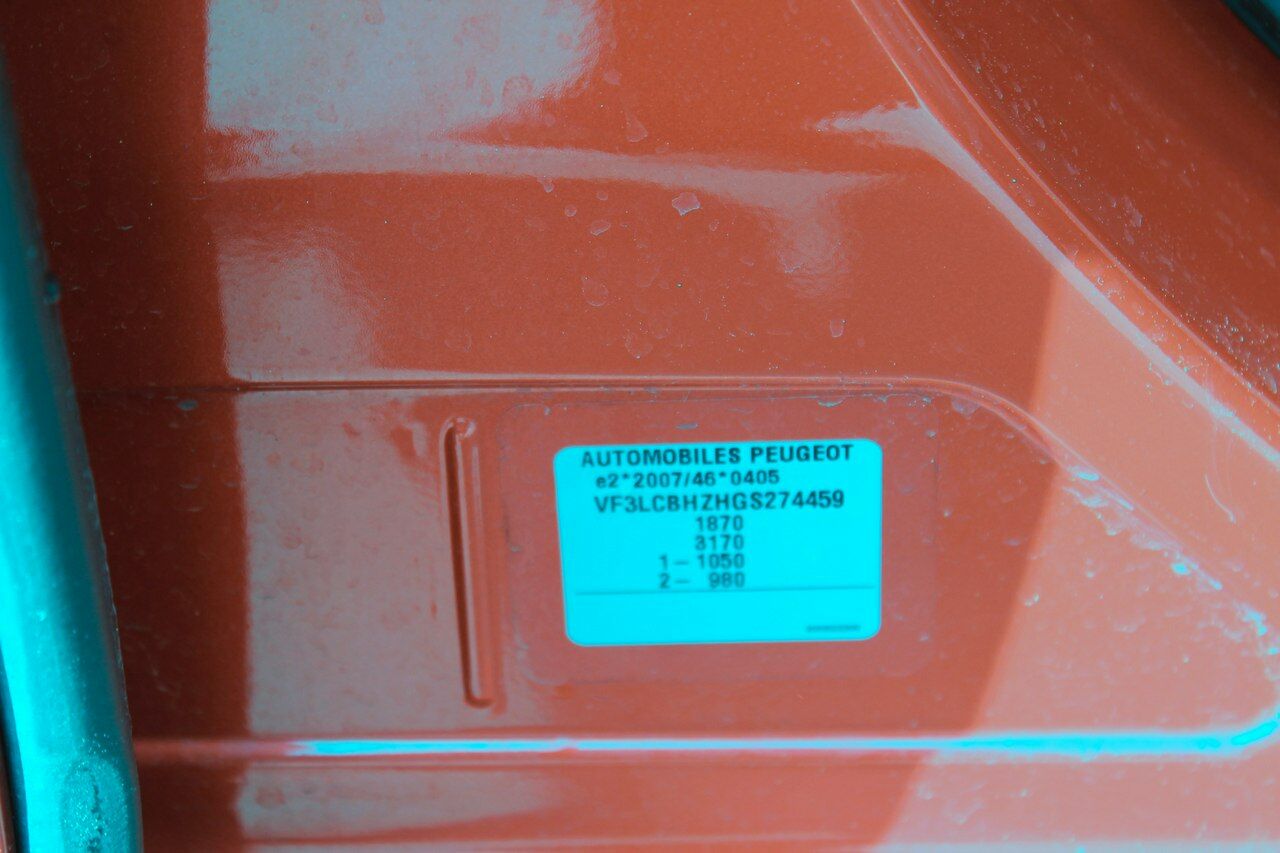 AUTOMOBILES PEUGEOT
e2*2007/46*0405
VF3LCBHZHGS274459
1870
3170
1- 1050
2- 980